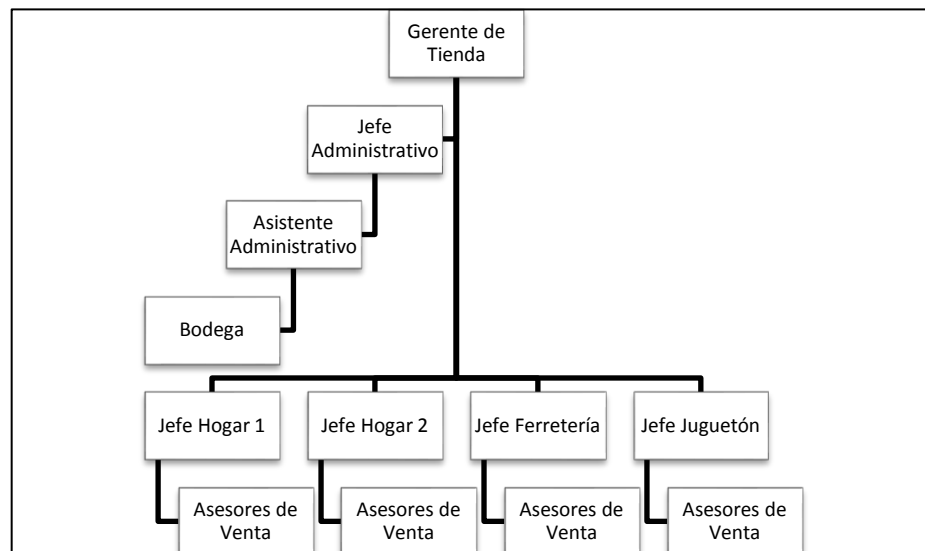 Gerente de
Tienda
Jefe
Administrativo
Asistente
Administrativo
Bodega
Jefe Hogar 1
Jefe Hogar 2
Jefe Ferretería
Jefe Juguetón
Asesores de
Venta
Asesores de
Venta
Asesores de
Venta
Asesores de
Venta